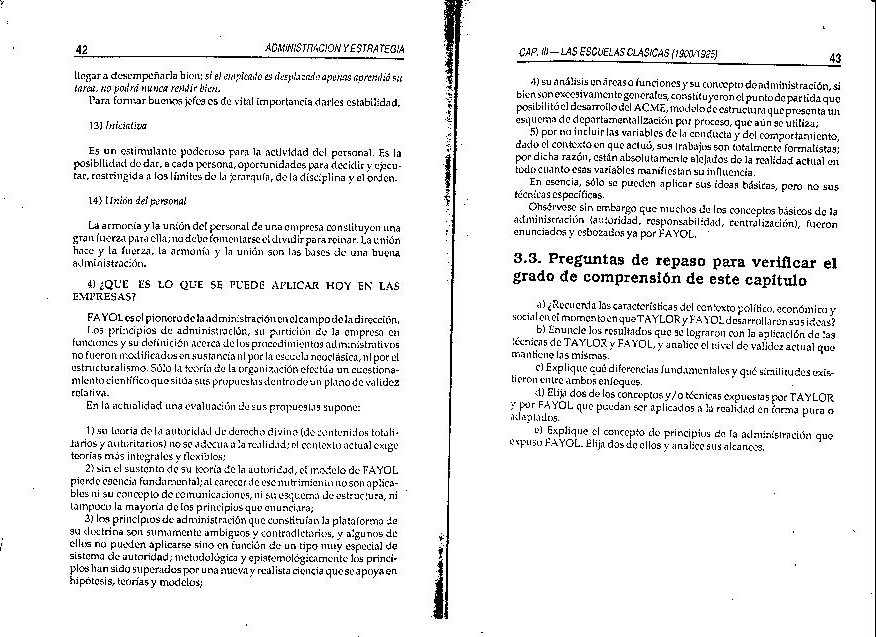 42
ADMINISTRACION Y ESTRATEGIA
llegar a desempeñarla bien; si el empleado es desplazado apenas aprendió su
tarea, no podrá nunca rendir bien.
Para formar buenos jefes es de vital importancia darles estabilidad.
13) Iniciativa
Es un estimulante poderoso para la actividad del personal. Es la
posibilidad de dar, a cada persona, oportunidades para decidir y ejecu-
tar, restringida a los límites de la jerarquía, de la disciplina y el orden.
14) Unión del personal
La armonía y la unión del personal de una empresa constituyen una
gran fuerza para ella; no debe fomentarse el dividir para reinar. La unión
hace y la fuerza, la armonía y la unión son las bases de una buena
administración.
4) ¿QUE ES LO QUE SE PUEDE APLICAR HOY EN LAS
EMPRESAS?
FAYOL es el pionero de la administración en el campo de la dirección.
Los principios de administración, su partición de la empresa en
funciones y su definición acerca de los procedimientos administrativos
no fueron modificados en sustancia ni por la escuela neoclásica, ni por el
estructuralismo. Sólo la teoría de la organización efectúa un cuestiona-
miento científico que sitúa sus propuestas dentro de un plano de validez
relativa.
En la actualidad una evaluación de sus propuestas supone:
1) su teoría de la autoridad de derecho divino (de contenidos totali-
tarios y autoritarios) no se adecua a la realidad; el contexto actual exige
teorías más integrales y flexibles;
2) sin el sustento de su teoría de la autoridad, el modelo de FAYOL
pierde esencia fundamental; al carecer de ese nutrimiento no son aplica-
bles ni su concepto de comunicaciones, ni su esquema de estructura, ni
tampoco la mayoría de los principios que enunciara;
3) los principios de administración que constituían la plataforma de
su doctrina son sumamente ambiguos y contradictorios, y algunos de
ellos no pueden aplicarse sino en función de un tipo muy especial de
sistema de autoridad; metodológica y epistemológicamente los princi-
pios han sido superados por una nueva y realista ciencia que se apoya en
hipótesis, teorías y modelos;
CAP. III — LAS ESCUELAS CLASICAS (1900/1925)
43
4) su análisis en áreas o funciones y su concepto de administración, si
bien son excesivamente generales, constituyeron el punto de partida que
posibilitó el desarrollo del ACME, modelo de estructura que presenta un
esquema de departamentalización por proceso, que aún se utiliza;
5) por no incluir las variables de la conducta y del comportamiento,
dado el contexto en que actuó, sus trabajos son totalmente formalistas;
por dicha razón, están absolutamente alejados de la realidad actual en
todo cuanto esas variables manifiestan su influencia.
En esencia, sólo se pueden aplicar sus ideas básicas, pero no sus
técnicas específicas.
Obsérvese sin embargo que muchos de los conceptos básicos de la
administración (autoridad, responsabilidad, centralización), fueron
enunciados y esbozados ya por FAYOL.
3.3. Preguntas de repaso para verificar el
grado de comprensión de este capítulo
a) ¿Recuerda las características del contexto político, económico y
social en el momento en que TAYLOR y FAYOL desarrollaron sus ideas?
b) Enuncie los resultados que se lograron con la aplicación de las
técnicas de TAYLOR y FAYOL, y analice el nivel de validez actual que
mantiene las mismas.
c) Explique qué diferencias fundamentales y qué similitudes exis-
tieron entre ambos enfoques.
d) Elija dos de los conceptos y/o técnicas expuestas por TAYLOR
y por FAYOL que puedan ser aplicados a la realidad en forma pura o
adaptados.
e) Explique el concepto de principios de la administración que
expuso FAYOL. Elija dos de ellos y analice sus alcances.